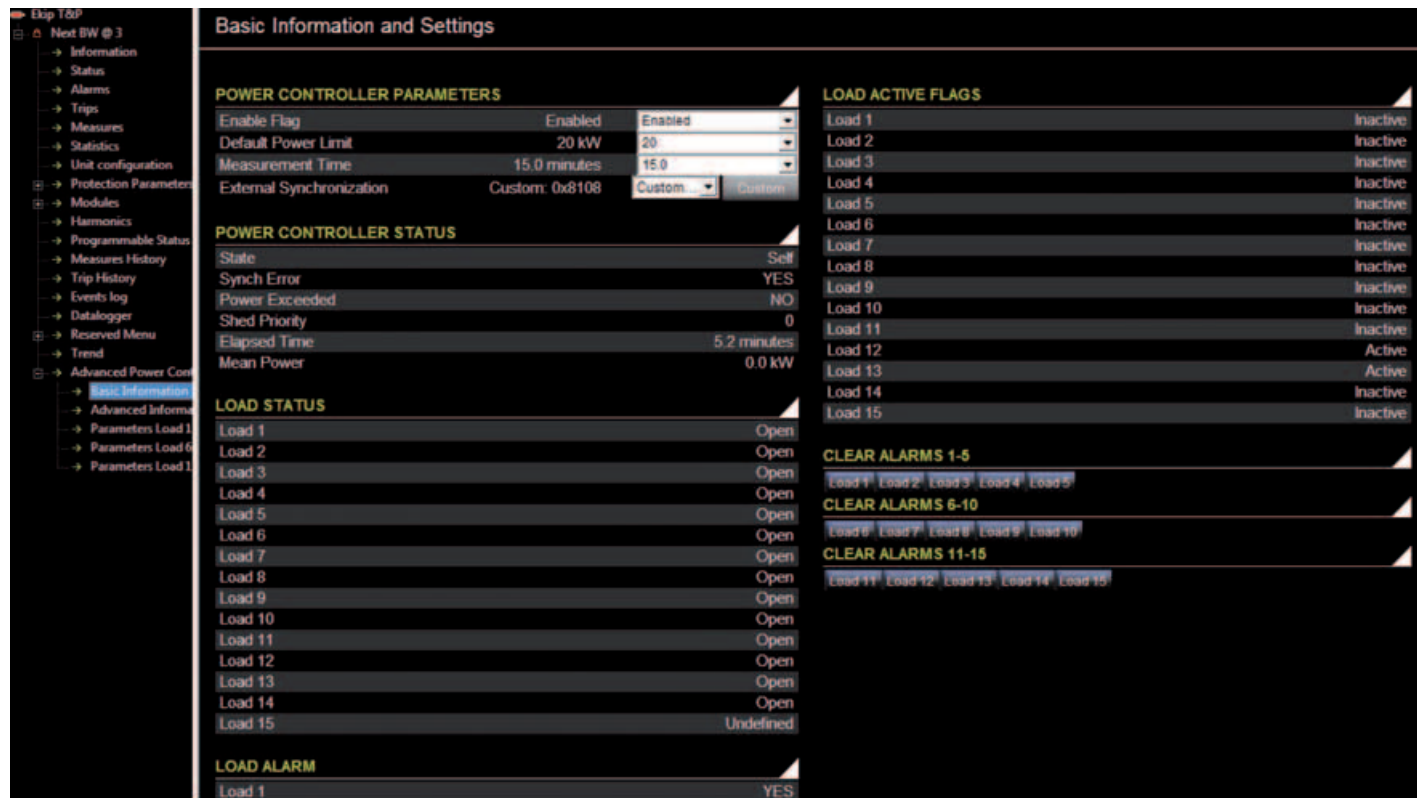 Ekip T&P
Next BW @ 3
Information
Status
Alarms
Trips
Measures
Statistics
Unit configuration
Protection Parameters
Modules
Harmonics
Programmable Status
Measures History
Trip History
Events log
Datalogger
Reserved Menu
Trend
Advanced Power Con
Basic Information
Advanced Informa
Parameters Load 1
Parameters Load 6
Parameters Load 1
Basic Information and Settings
POWER CONTROLLER PARAMETERS
Enable Flag Enabled Enabled
Default Power Limit 20 kW 20
Measurement Time 15.0 minutes 15.0
External Synchronization Custom: 0x8108 Custom... Custom
POWER CONTROLLER STATUS
State Self
Synch Error YES
Power Exceeded NO
Shed Priority 0
Elapsed Time 5.2 minutes
Mean Power 0.0 kW
LOAD STATUS
Load 1 Open
Load 2 Open
Load 3 Open
Load 4 Open
Load 5 Open
Load 6 Open
Load 7 Open
Load 8 Open
Load 9 Open
Load 10 Open
Load 11 Open
Load 12 Open
Load 13 Open
Load 14 Open
Load 15 Undefined
LOAD ALARM
Load 1 YES
LOAD ACTIVE FLAGS
Load 1 Inactive
Load 2 Inactive
Load 3 Inactive
Load 4 Inactive
Load 5 Inactive
Load 6 Inactive
Load 7 Inactive
Load 8 Inactive
Load 9 Inactive
Load 10 Inactive
Load 11 Inactive
Load 12 Active
Load 13 Active
Load 14 Inactive
Load 15 Inactive
CLEAR ALARMS 1-5
Load 1 Load 2 Load 3 Load 4 Load 5
CLEAR ALARMS 6-10
Load 6 Load 7 Load 8 Load 9 Load 10
CLEAR ALARMS 11-15
Load 11 Load 12 Load 13 Load 14 Load 15